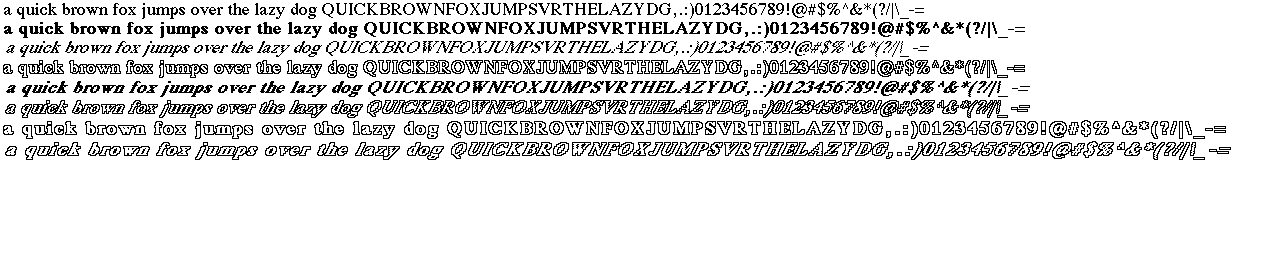 a quick brown fox jumps over the lazy dog QUICKBROWNFOXJUMPSVRTHELAZYDG,.:)0123456789!@#$%^&*(?/|\_-=
a quick brown fox jumps over the lazy dog QUICKBROWNFOXJUMPSVRTHELAZYDG,.:)0123456789!@#$%^&*(?/|\_-=
a quick brown fox jumps over the lazy dog QUICKBROWNFOXJUMPSVRTHELAZYDG,.:)0123456789!@#$%^&*(?/|\_-=
a quick brown fox jumps over the lazy dog QUICKBROWNFOXJUMPSVRTHELAZYDG,.:)0123456789!@#$%^&*(?/|\_-=
a quick brown fox jumps over the lazy dog QUICKBROWNFOXJUMPSVRTHELAZYDG,.:)0123456789!@#$%^&*(?/|\_-=
a quick brown fox jumps over the lazy dog QUICKBROWNFOXJUMPSVRTHELAZYDG,.:)0123456789!@#$%^&*(?/|\_-=
a quick brown fox jumps over the lazy dog QUICKBROWNFOXJUMPSVRTHELAZYDG,.:)0123456789!@#$%^&*(?/|\_-=
a quick brown fox jumps over the lazy dog QUICKBROWNFOXJUMPSVRTHELAZYDG,.:)0123456789!@#$%^&*(?/|\_-=